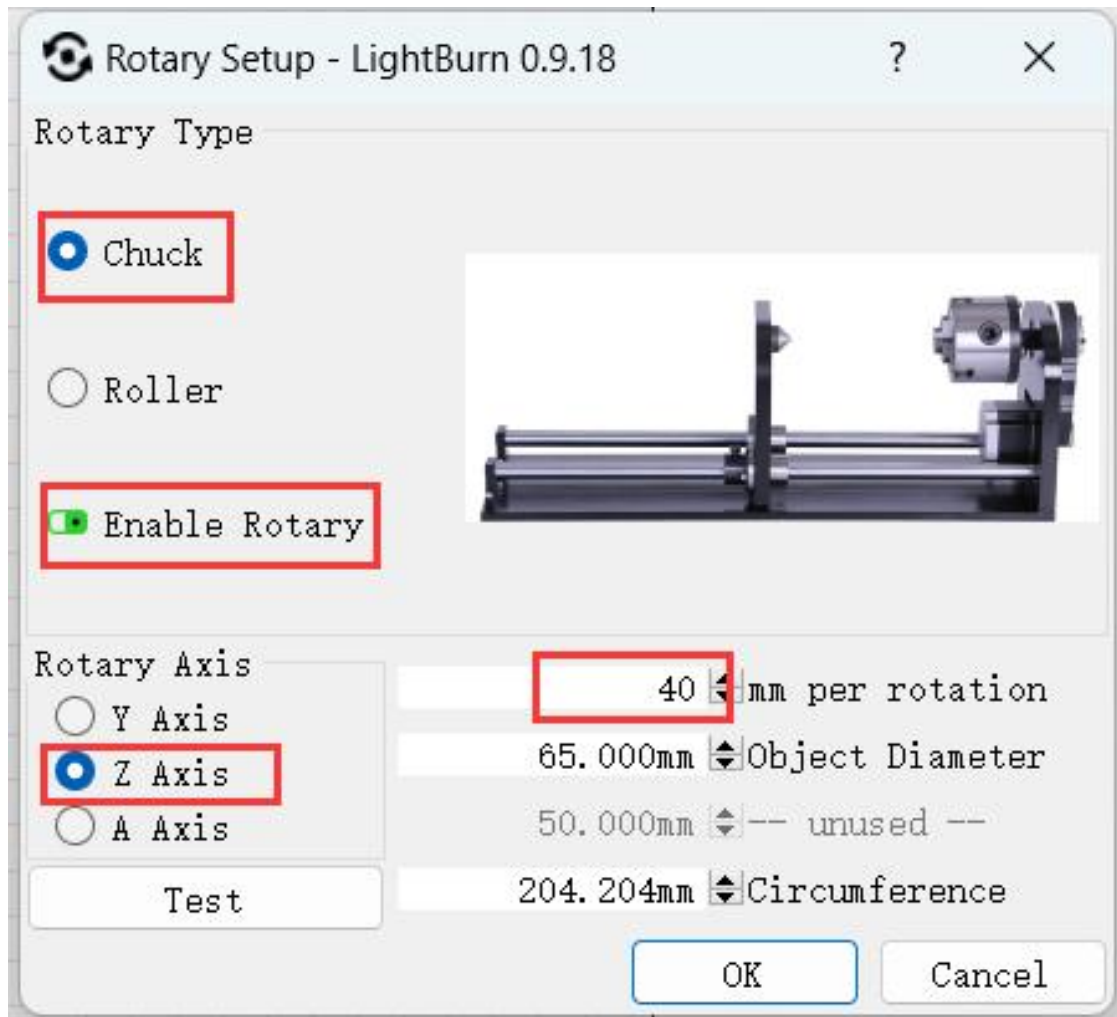 Rotary Setup - LightBurn 0.9.18 ?
Rotary Type
Chuck
Roller
Enable Rotary
Rotary Axis
Y Axis
Z Axis
A Axis
Test
40 mm per rotation
65.000mm Object Diameter
50.000mm -- unused --
204.204mm Circumference
OK Cancel